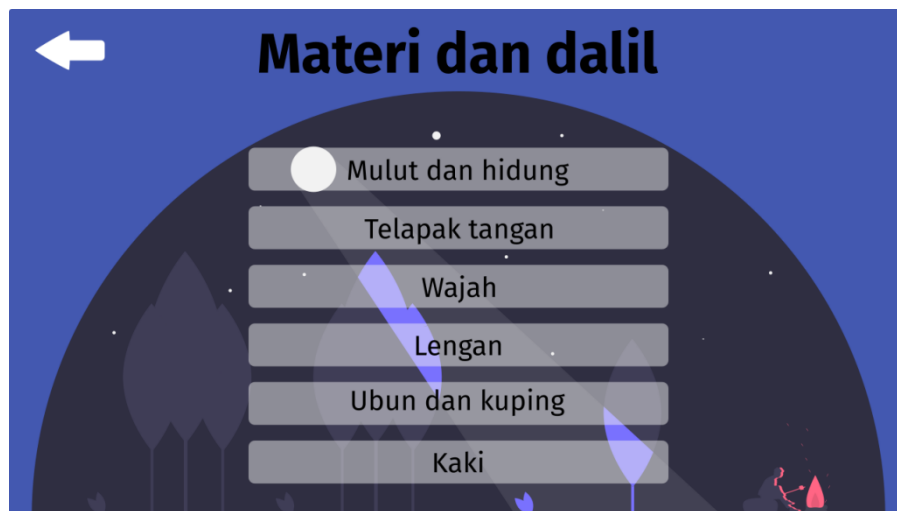 Materi dan dalil
Mulut dan hidung
Telapak tangan
Wajah
Lengan
Ubun dan kuping
Kaki